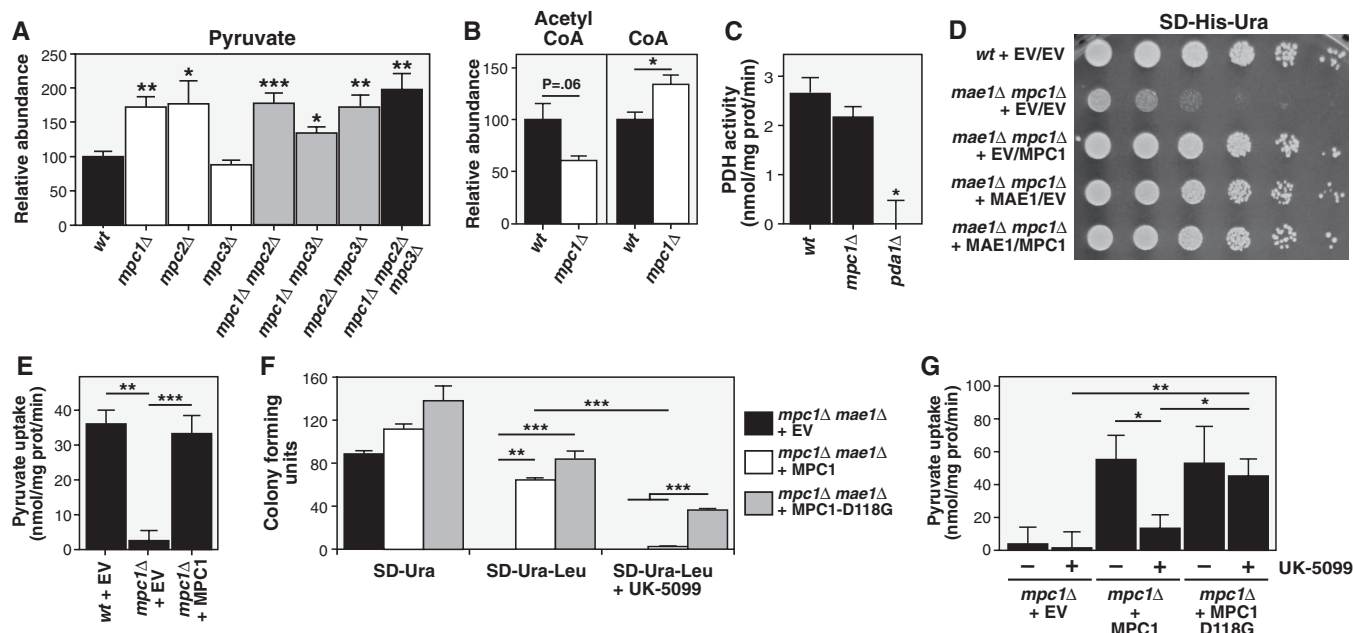 A
Pyruvate
Relative abundance
250
200
150
100
50
0
**
*
***
*
**
**
wt
mpc1Δ
mpc2Δ
mpc3Δ
mpc1Δ mpc2Δ
mpc1Δ mpc3Δ
mpc2Δ mpc3Δ
mpc1Δ mpc2Δ
mpc3Δ
B
Acetyl
CoA
CoA
Relative abundance
150
100
50
0
P=.06
*
wt
mpc1Δ
wt
mpc1Δ
C
PDH activity
(nmol/mg prot/min)
3
2
1
0
*
wt
mpc1Δ
pda1Δ
D
SD-His-Ura
wt + EV/EV
mae1Δ mpc1Δ
+ EV/EV
mae1Δ mpc1Δ
+ EV/MPC1
mae1Δ mpc1Δ
+ MAE1/EV
mae1Δ mpc1Δ
+ MAE1/MPC1
E
Pyruvate uptake
(nmol/mg prot/min)
40
30
20
10
0
**
***
wt + EV
mpc1Δ
+ EV
mpc1Δ
+ MPC1
F
Colony forming
units
160
120
80
40
0
***
***
**
***
SD-Ura
SD-Ura-Leu
SD-Ura-Leu
+ UK-5099
mpc1Δ mae1Δ
+ EV
mpc1Δ mae1Δ
+ MPC1
mpc1Δ mae1Δ
+ MPC1-D118G
G
Pyruvate uptake
(nmol/mg prot/min)
100
80
60
40
20
0
**
*
*
− + − + − + UK-5099
mpc1Δ
+ EV
mpc1Δ
+
MPC1
mpc1Δ
+ MPC1
D118G